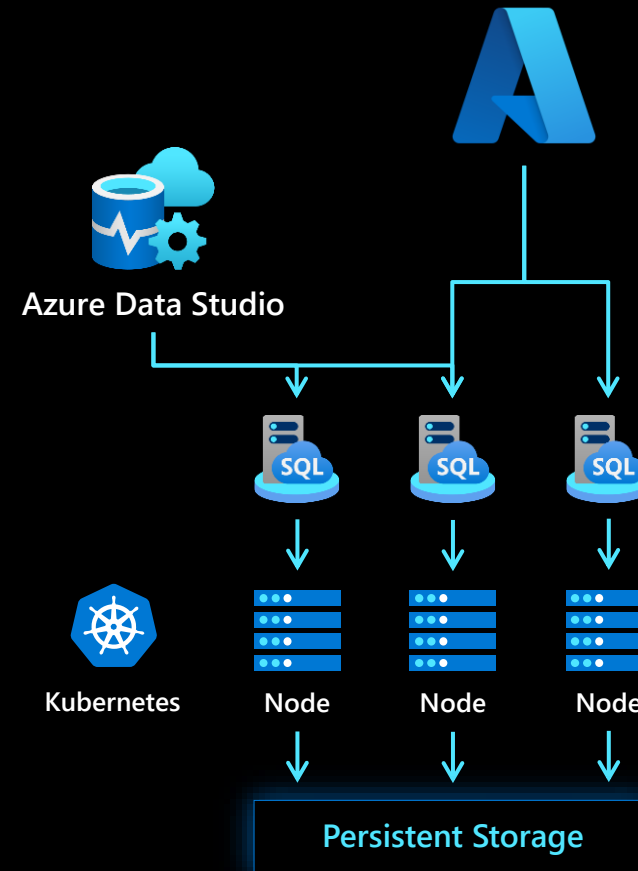 Azure Data Studio
SQL SQL SQL
Kubernetes Node Node Node
Persistent Storage